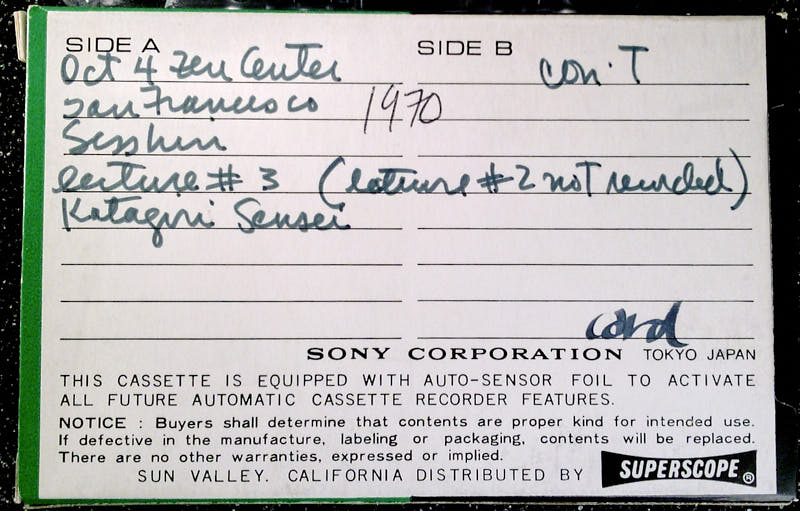 SIDE A
SIDE B
Oct 4 Zen Center
con'T
San Francisco 1970
Sesshin
lecture # 3 (lecture #2 not recorded)
Katagiri Sensei
card
SONY CORPORATION TOKYO JAPAN
THIS CASSETTE IS EQUIPPED WITH AUTO-SENSOR FOIL TO ACTIVATE
ALL FUTURE AUTOMATIC CASSETTE RECORDER FEATURES.
NOTICE : Buyers shall determine that contents are proper kind for intended use.
If defective in the manufacture, labeling or packaging, contents will be replaced.
There are no other warranties, expressed or implied.
SUN VALLEY. CALIFORNIA DISTRIBUTED BY SUPERSCOPE®